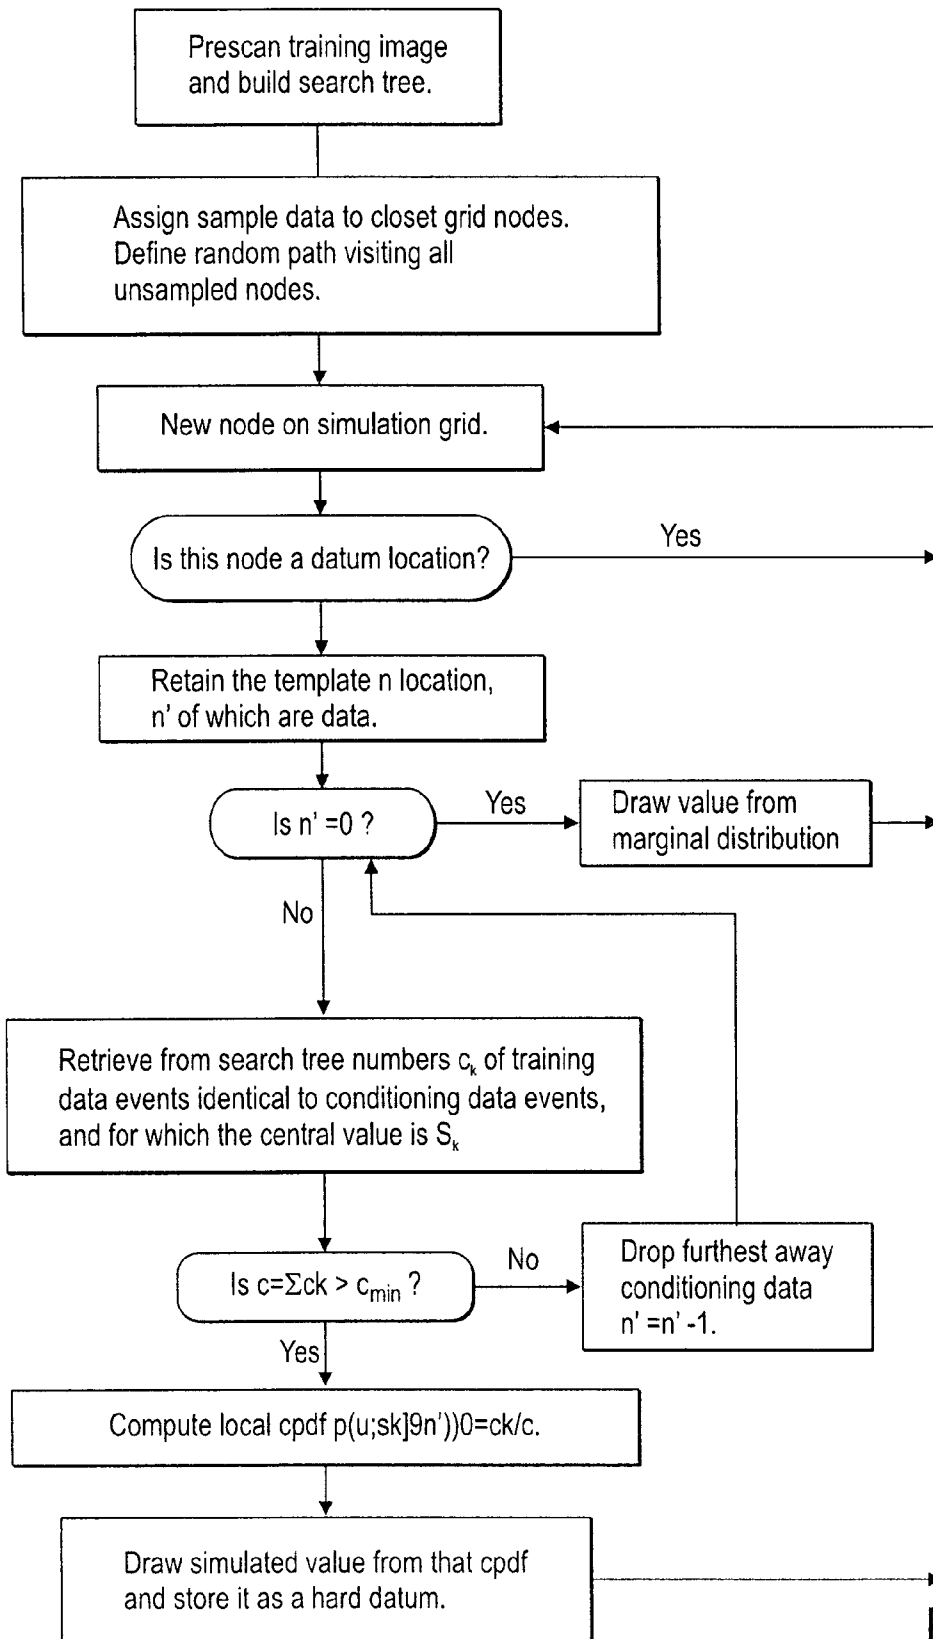 Prescan training image
and build search tree.
Assign sample data to closet grid nodes.
Define random path visiting all
unsampled nodes.
New node on simulation grid.
Is this node a datum location?
Yes
Retain the template n location,
n' of which are data.
Is n' =0 ?
Yes
Draw value from
marginal distribution
No
Retrieve from search tree numbers cₖ of training
data events identical to conditioning data events,
and for which the central value is Sₖ
Is c=Σck > cmin ?
No
Drop furthest away
conditioning data
n' =n' -1.
Yes
Compute local cpdf p(u;sk]9n'))0=ck/c.
Draw simulated value from that cpdf
and store it as a hard datum.